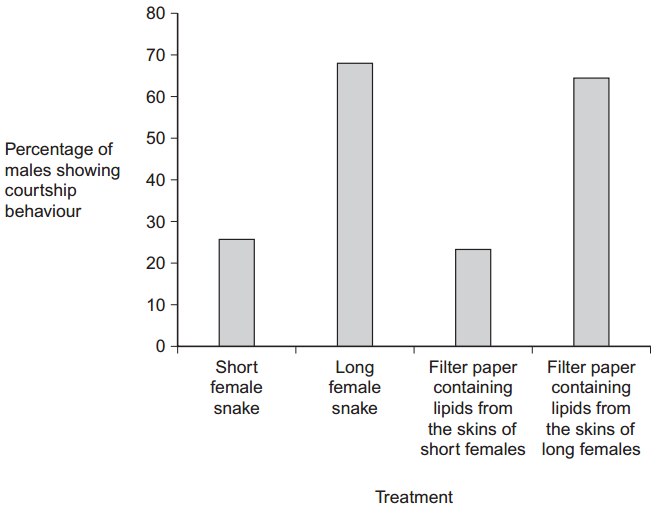 80
70
60
50
40
30
20
10
0
Percentage of
males showing
courtship
behaviour
Short
female
snake
Long
female
snake
Filter paper
containing
lipids from
the skins of
short females
Filter paper
containing
lipids from
the skins of
long females
Treatment